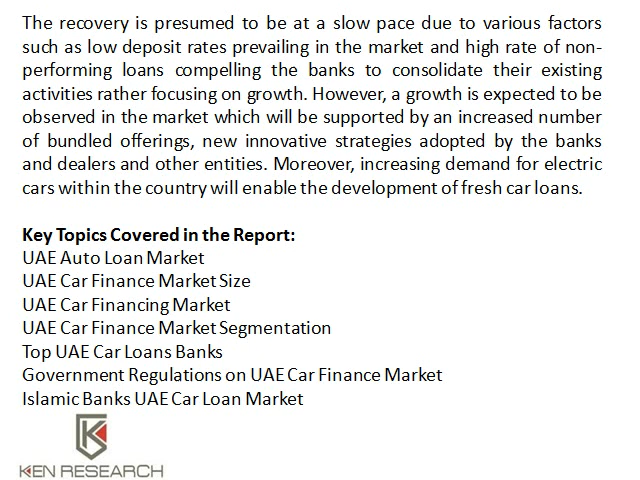 The recovery is presumed to be at a slow pace due to various factors
such as low deposit rates prevailing in the market and high rate of non-
performing loans compelling the banks to consolidate their existing
activities rather focusing on growth. However, a growth is expected to be
observed in the market which will be supported by an increased number
of bundled offerings, new innovative strategies adopted by the banks
and dealers and other entities. Moreover, increasing demand for electric
cars within the country will enable the development of fresh car loans.
Key Topics Covered in the Report:
UAE Auto Loan Market
UAE Car Finance Market Size
UAE Car Financing Market
UAE Car Finance Market Segmentation
Top UAE Car Loans Banks
Government Regulations on UAE Car Finance Market
Islamic Banks UAE Car Loan Market
KEN RESEARCH